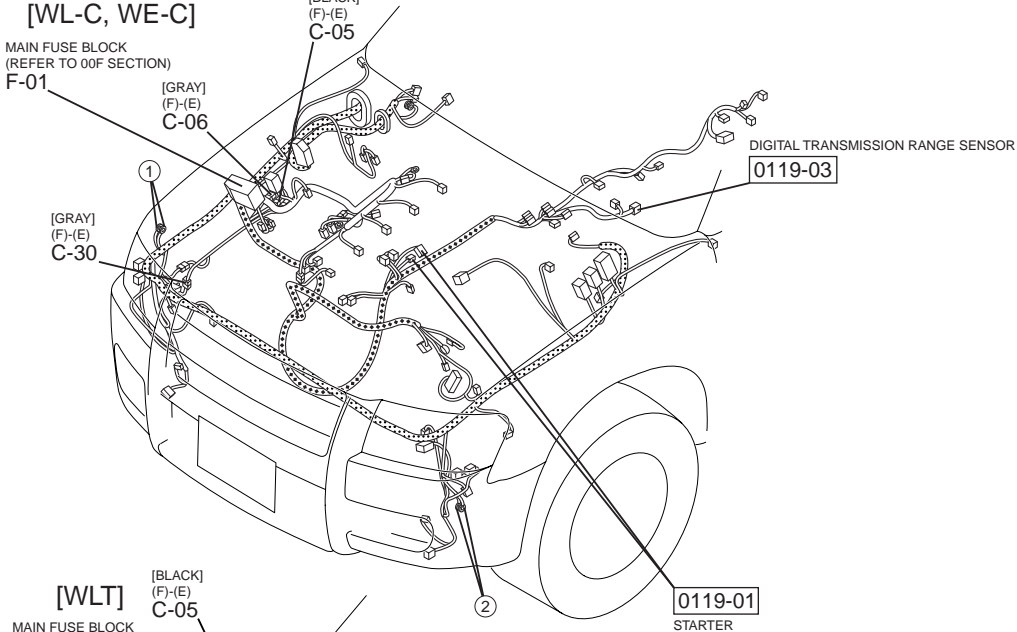 [BLACK]
(F)-(E)
C-05
[WL-C, WE-C]
MAIN FUSE BLOCK
(REFER TO 00F SECTION)
F-01
[GRAY]
(F)-(E)
C-06
DIGITAL TRANSMISSION RANGE SENSOR
0119-03
1
[GRAY]
(F)-(E)
C-30
2
0119-01
STARTER
[WLT]
[BLACK]
(F)-(E)
C-05
MAIN FUSE BLOCK